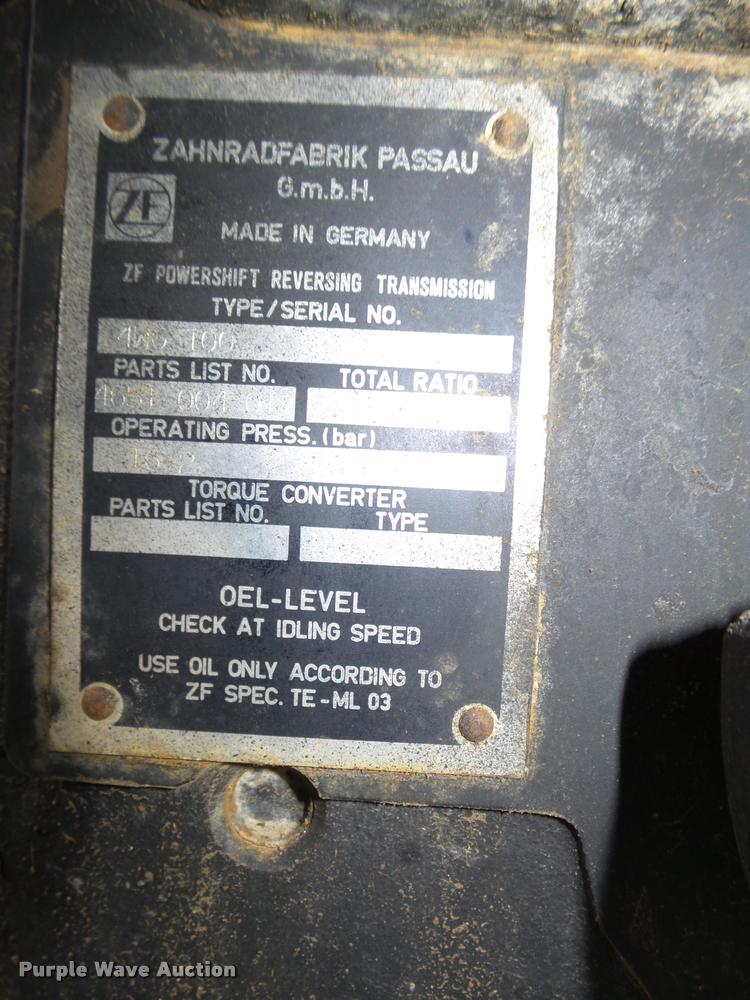 ZAHNRADFABRIK PASSAU
G.m.b.H.
ZF
MADE IN GERMANY
ZF POWERSHIFT REVERSING TRANSMISSION
TYPE/SERIAL NO.
PARTS LIST NO. TOTAL RATIO
OPERATING PRESS. (bar)
TORQUE CONVERTER
PARTS LIST NO. TYPE
OEL-LEVEL
CHECK AT IDLING SPEED
USE OIL ONLY ACCORDING TO
ZF SPEC. TE-ML 03
Purple Wave Auction